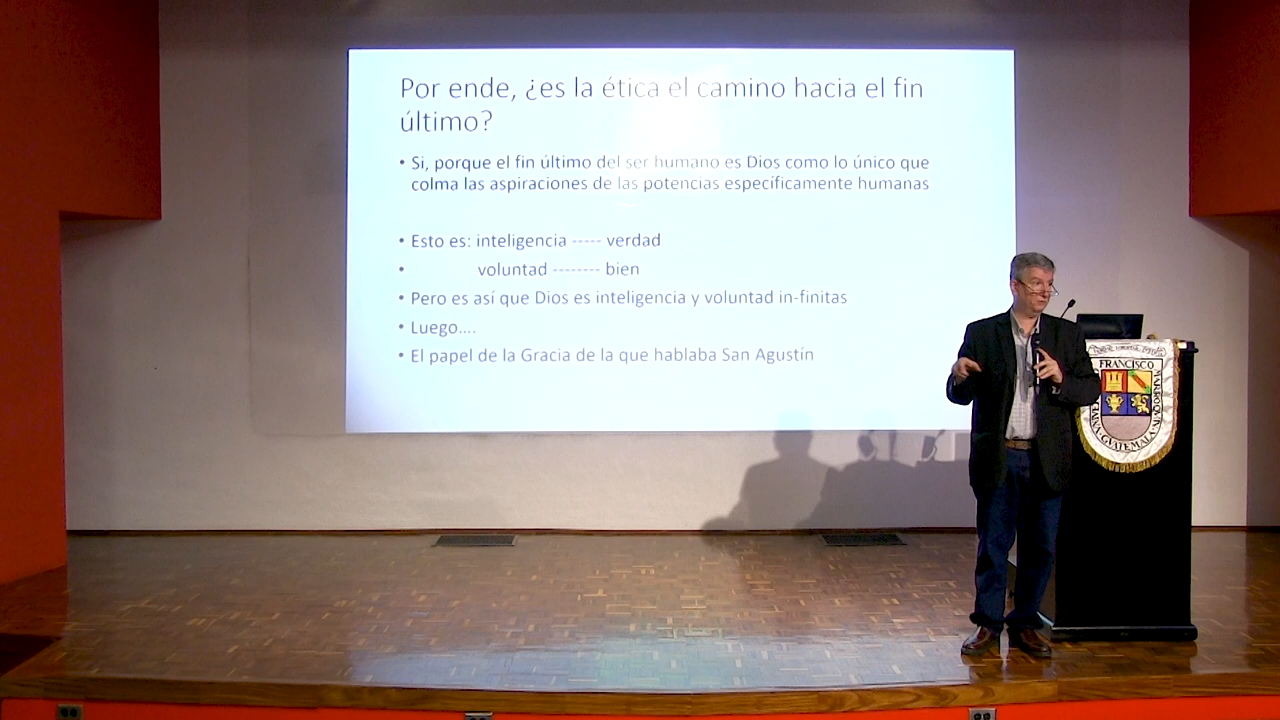 Por ende, ¿es la ética el camino hacia el fin
último?
• Si, porque el fin último del ser humano es Dios como lo único que
colma las aspiraciones de las potencias específicamente humanas
• Esto es: inteligencia ----- verdad
• voluntad -------- bien
• Pero es así que Dios es inteligencia y voluntad in-finitas
• Luego....
• El papel de la Gracia de la que hablaba San Agustín
FRANCISCO
MARROQUIN
GUATEMALA